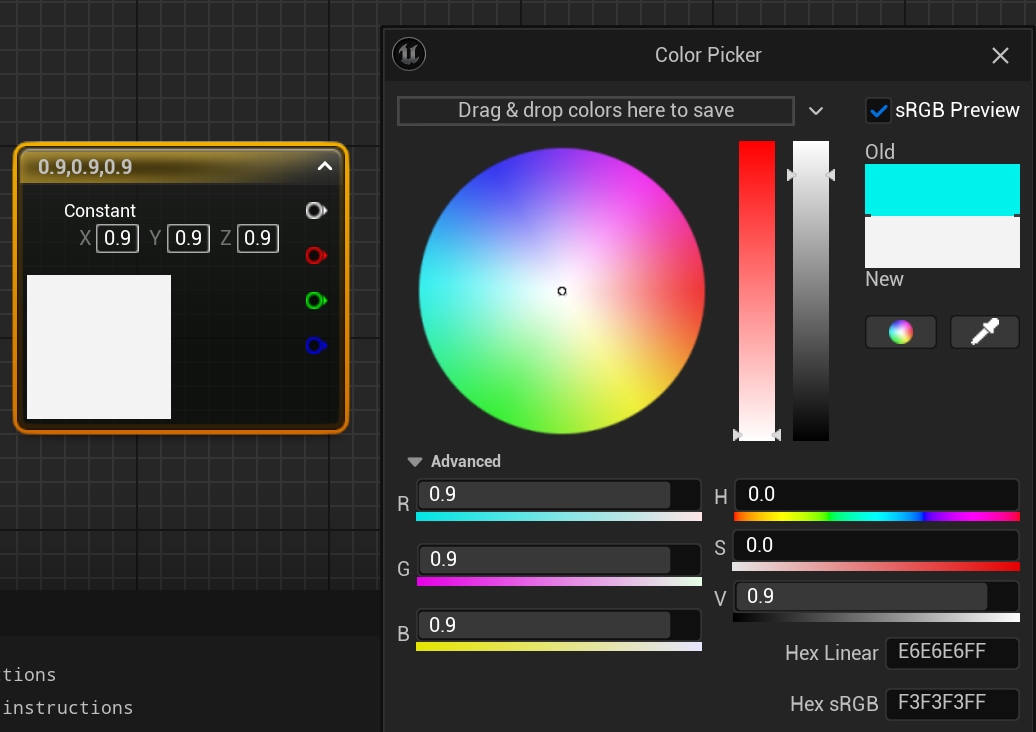 Color Picker
Drag & drop colors here to save
sRGB Preview
Old
New
0.9,0.9,0.9
Constant
X 0.9 Y 0.9 Z 0.9
Advanced
R 0.9
G 0.9
B 0.9
H 0.0
S 0.0
V 0.9
Hex Linear E6E6E6FF
Hex sRGB F3F3F3FF
tions
instructions